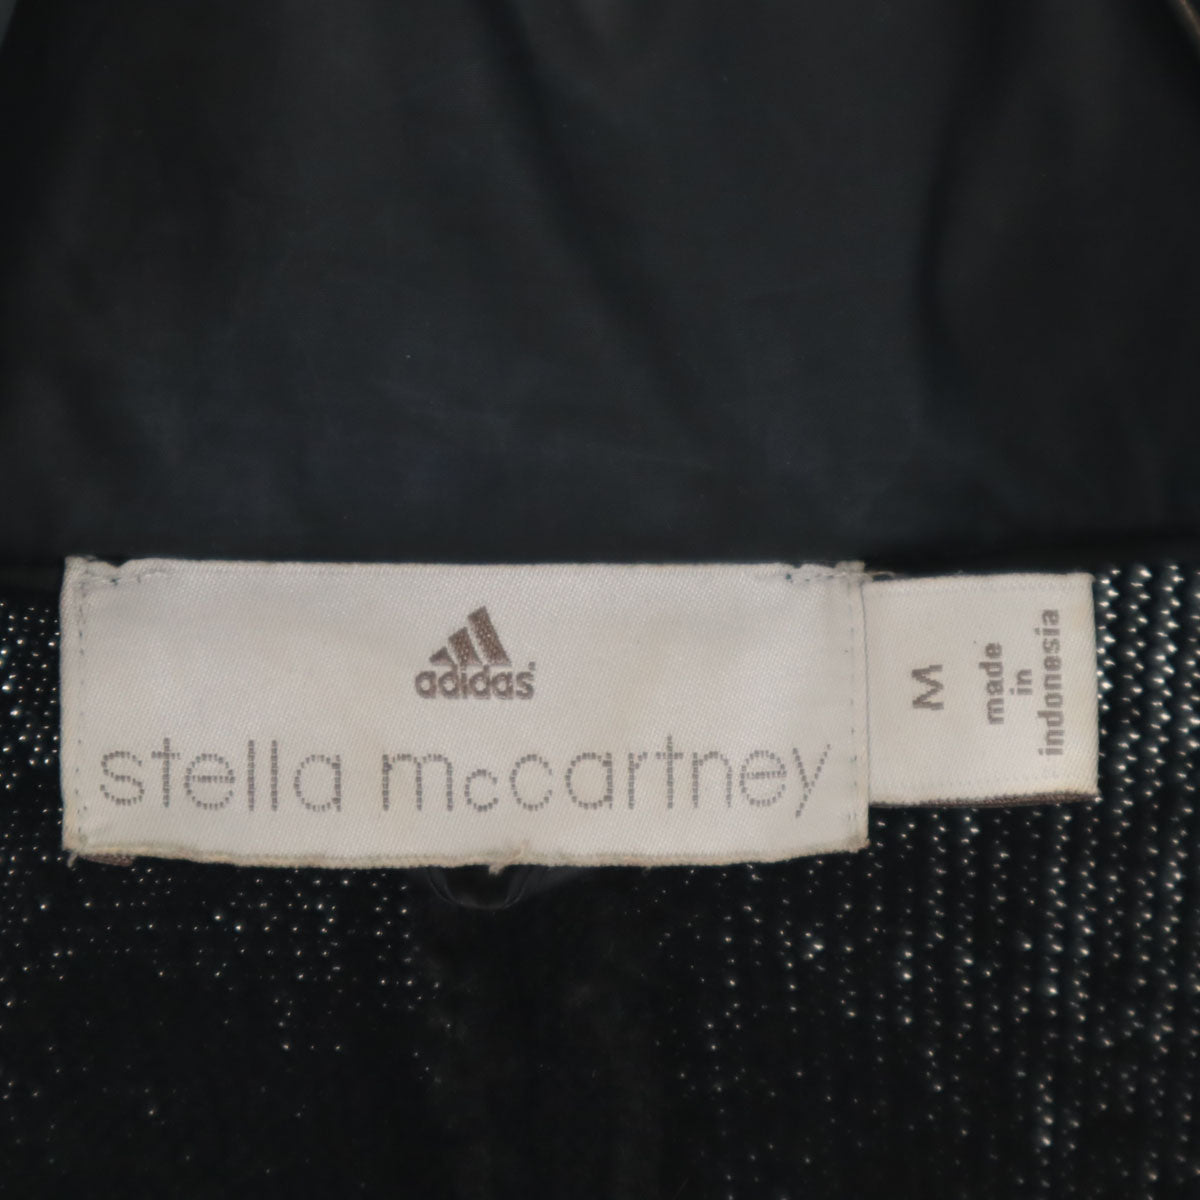 adidas
stella mccartney
M
made
in
indonesia